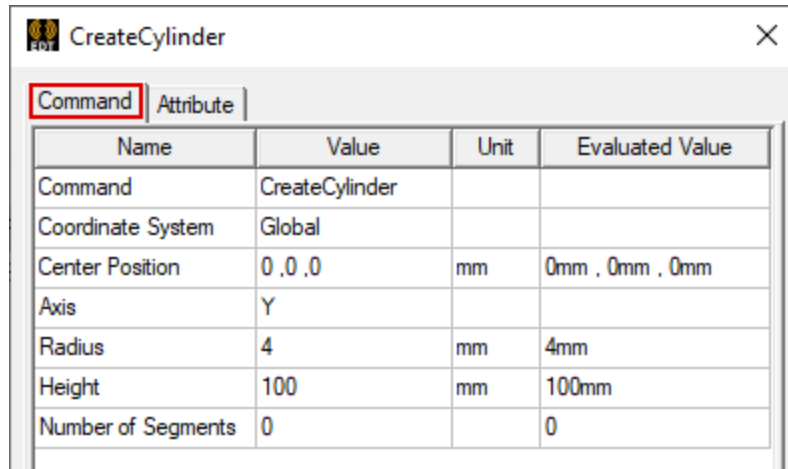 EDT CreateCylinder
Command Attribute
Name Value Unit Evaluated Value
Command CreateCylinder
Coordinate System Global
Center Position 0 ,0 ,0 mm 0mm , 0mm , 0mm
Axis Y
Radius 4 mm 4mm
Height 100 mm 100mm
Number of Segments 0 0